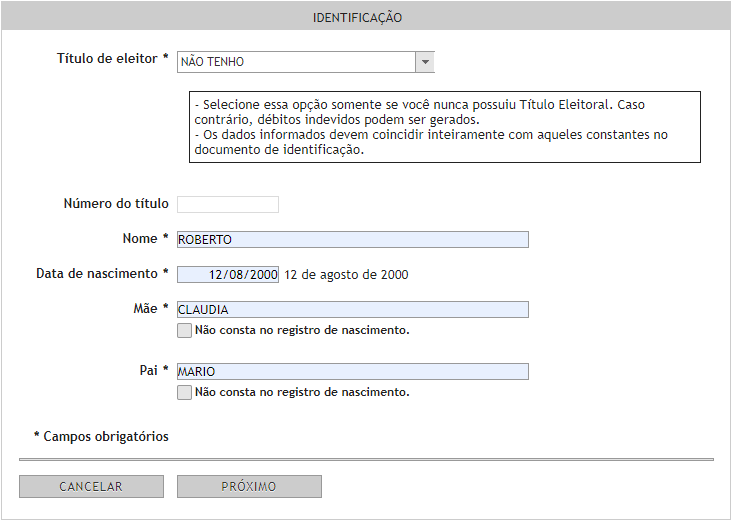 IDENTIFICAÇÃO
Título de eleitor * NÃO TENHO
- Selecione essa opção somente se você nunca possuiu Título Eleitoral. Caso
contrário, débitos indevidos podem ser gerados.
- Os dados informados devem coincidir inteiramente com aqueles constantes no
documento de identificação.
Número do título
Nome * ROBERTO
Data de nascimento * 12/08/2000 12 de agosto de 2000
Mãe * CLAUDIA
Não consta no registro de nascimento.
Pai * MARIO
Não consta no registro de nascimento.
* Campos obrigatórios
CANCELAR PRÓXIMO